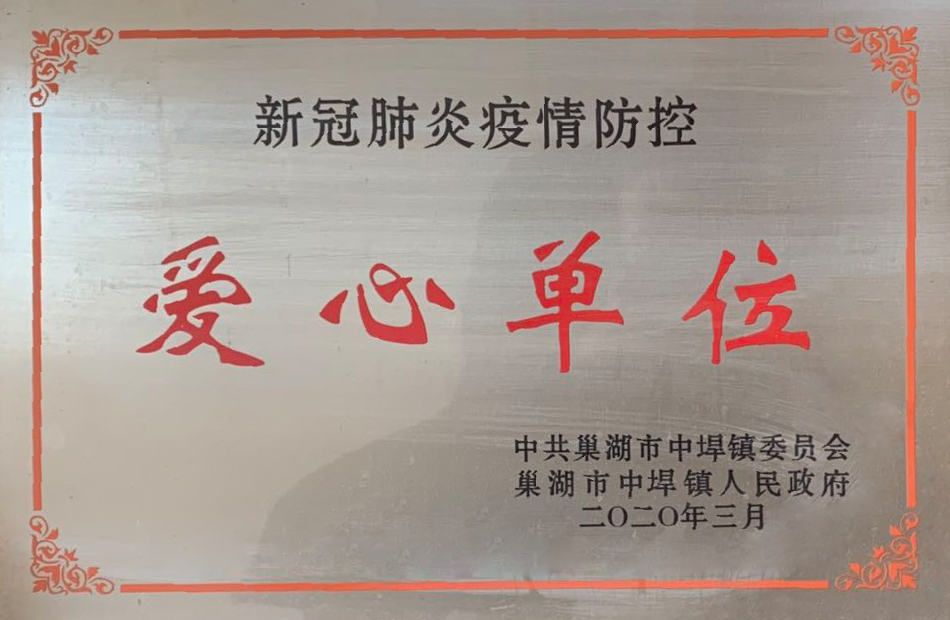 新冠肺炎疫情防控
爱心单位
中共巢湖市中垾镇委员会
巢湖市中垾镇人民政府
二〇二〇年三月